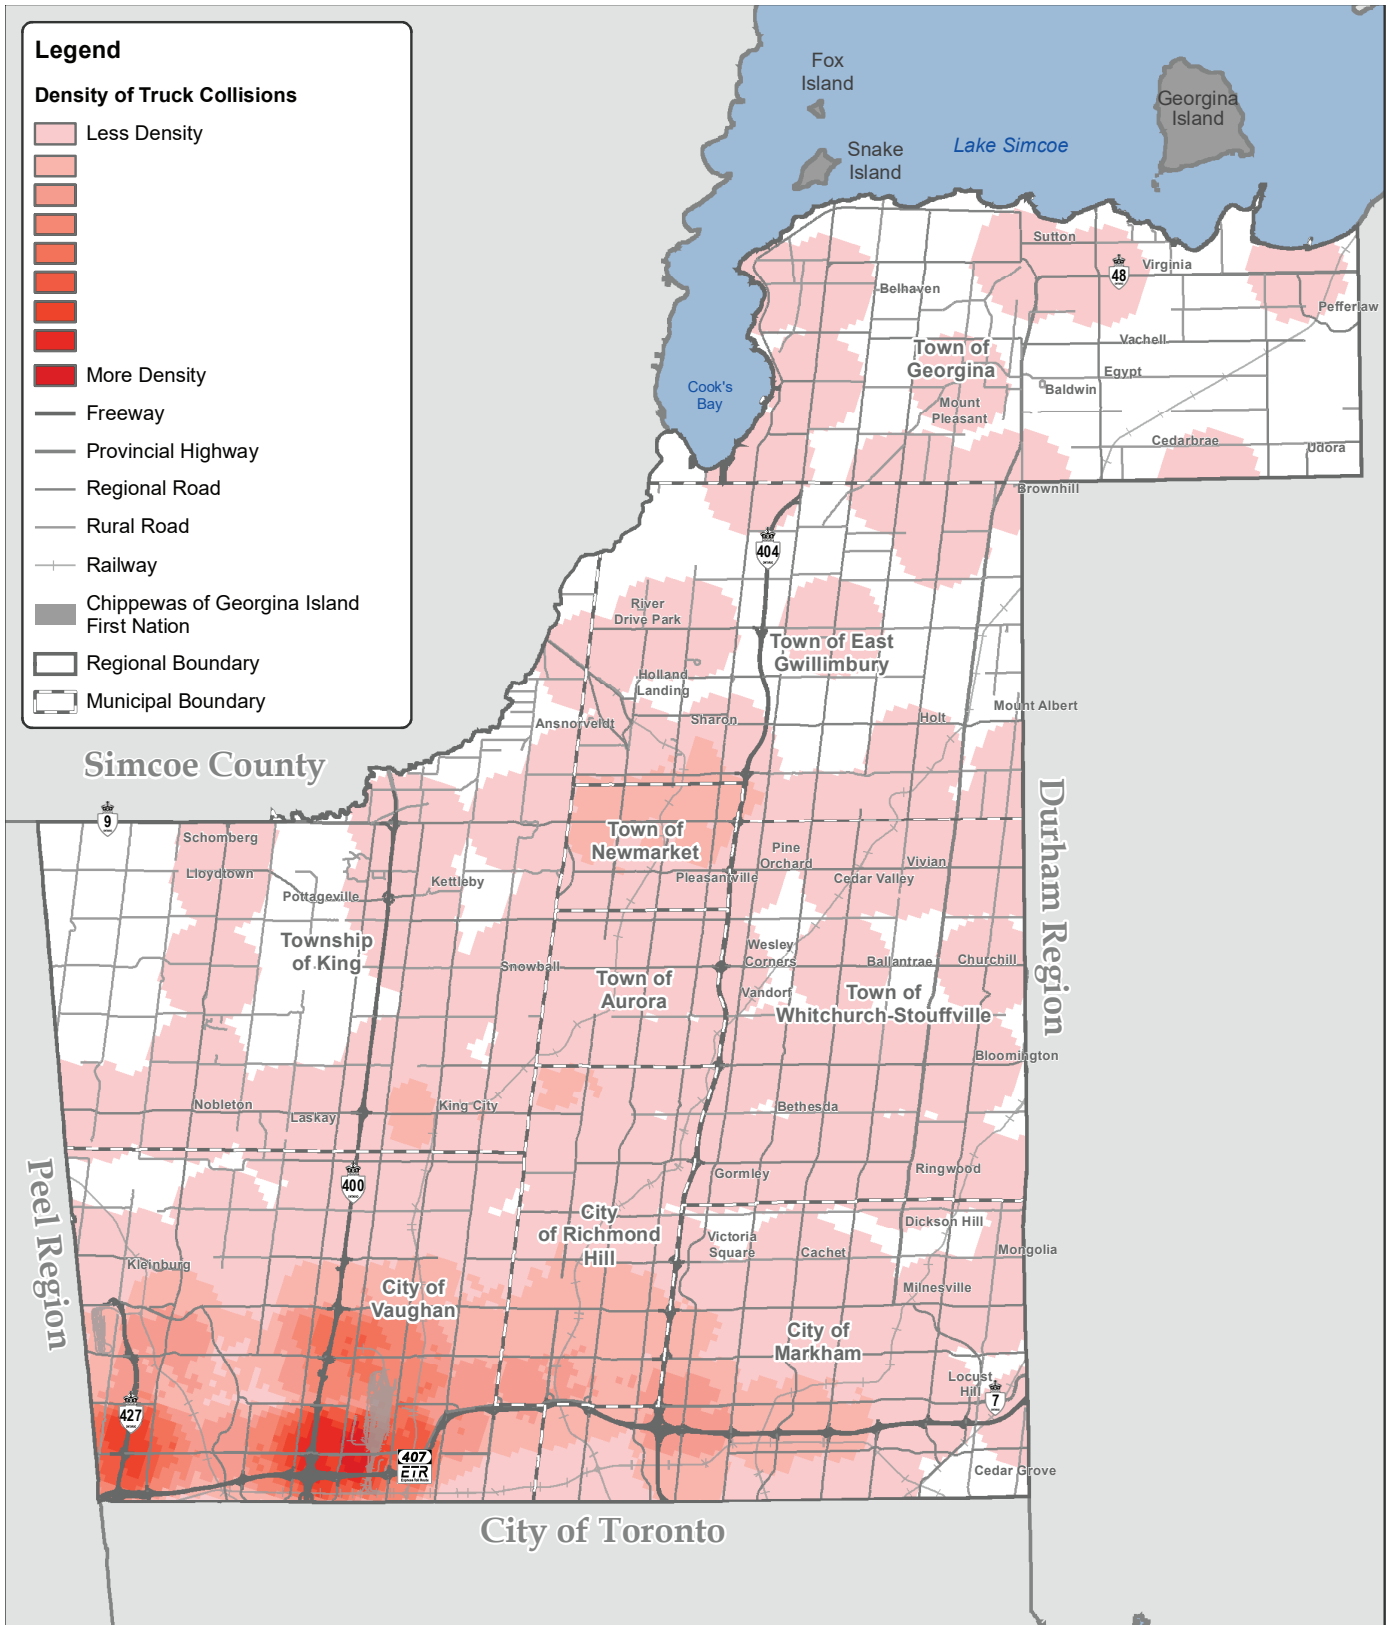 Legend
Density of Truck Collisions
Less Density
More Density
Freeway
Provincial Highway
Regional Road
Rural Road
Railway
Chippewas of Georgina Island
First Nation
Regional Boundary
Municipal Boundary
Fox
Island
Georgina
Island
Snake
Island
Lake Simcoe
Sutton
48
Virginia
Belhaven
Pefferlaw
Town of
Georgina
Vachell
Egypt
Baldwin
Cook's
Bay
Mount
Pleasant
Cedarbrae
Udora
Brownhill
404
River
Drive Park
Town of East
Gwillimbury
Holland
Landing
Mount Albert
Ansnorveldt
Sharon
Holt
Simcoe County
Durham Region
9
Schomberg
Town of
Newmarket
Pine
Orchard
Vivian
Lloydtown
Kettleby
Pleasantville
Cedar Valley
Pottageville
Township
of King
Wesley
Corners
Ballantrae
Churchill
Snowball
Town of
Aurora
Vandorf
Town of
Whitchurch-Stouffville
Bloomington
Nobleton
Laskay
King City
Bethesda
Peel Region
400
Gormley
Ringwood
City
of Richmond
Hill
Dickson Hill
Victoria
Square
Cachet
Mongolia
Kleinburg
City of
Vaughan
Milnesville
City of
Markham
Locust
Hill
7
427
407
ETR
Cedar Grove
City of Toronto